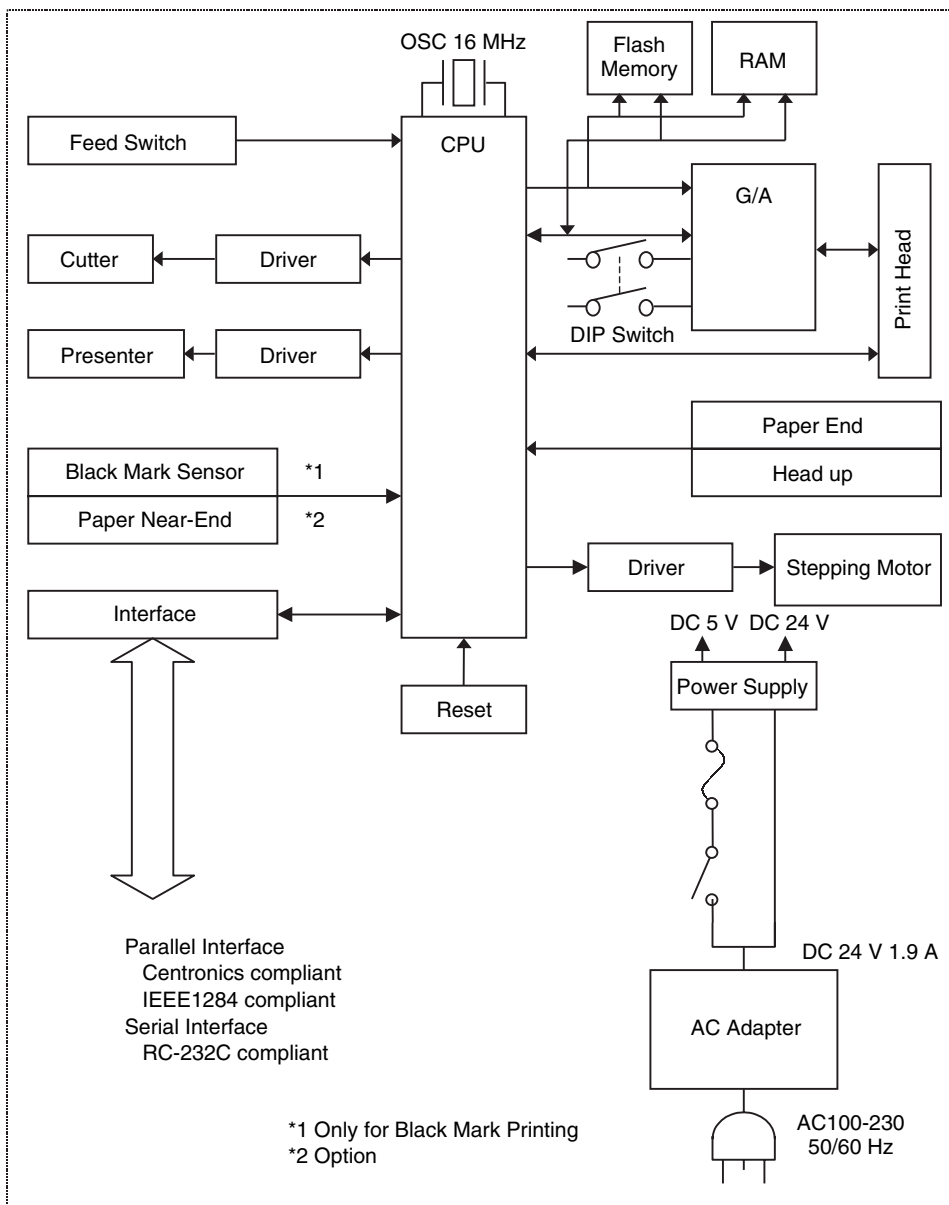 OSC 16 MHz
Flash
Memory
RAM
Feed Switch
CPU
G/A
Print Head
Cutter
Driver
DIP Switch
Presenter
Driver
Paper End
Head up
Black Mark Sensor *1
Paper Near-End *2
Driver
Stepping Motor
Interface
DC 5 V DC 24 V
Power Supply
Reset
Parallel Interface
Centronics compliant
IEEE1284 compliant
Serial Interface
RC-232C compliant
DC 24 V 1.9 A
AC Adapter
AC100-230
50/60 Hz
*1 Only for Black Mark Printing
*2 Option